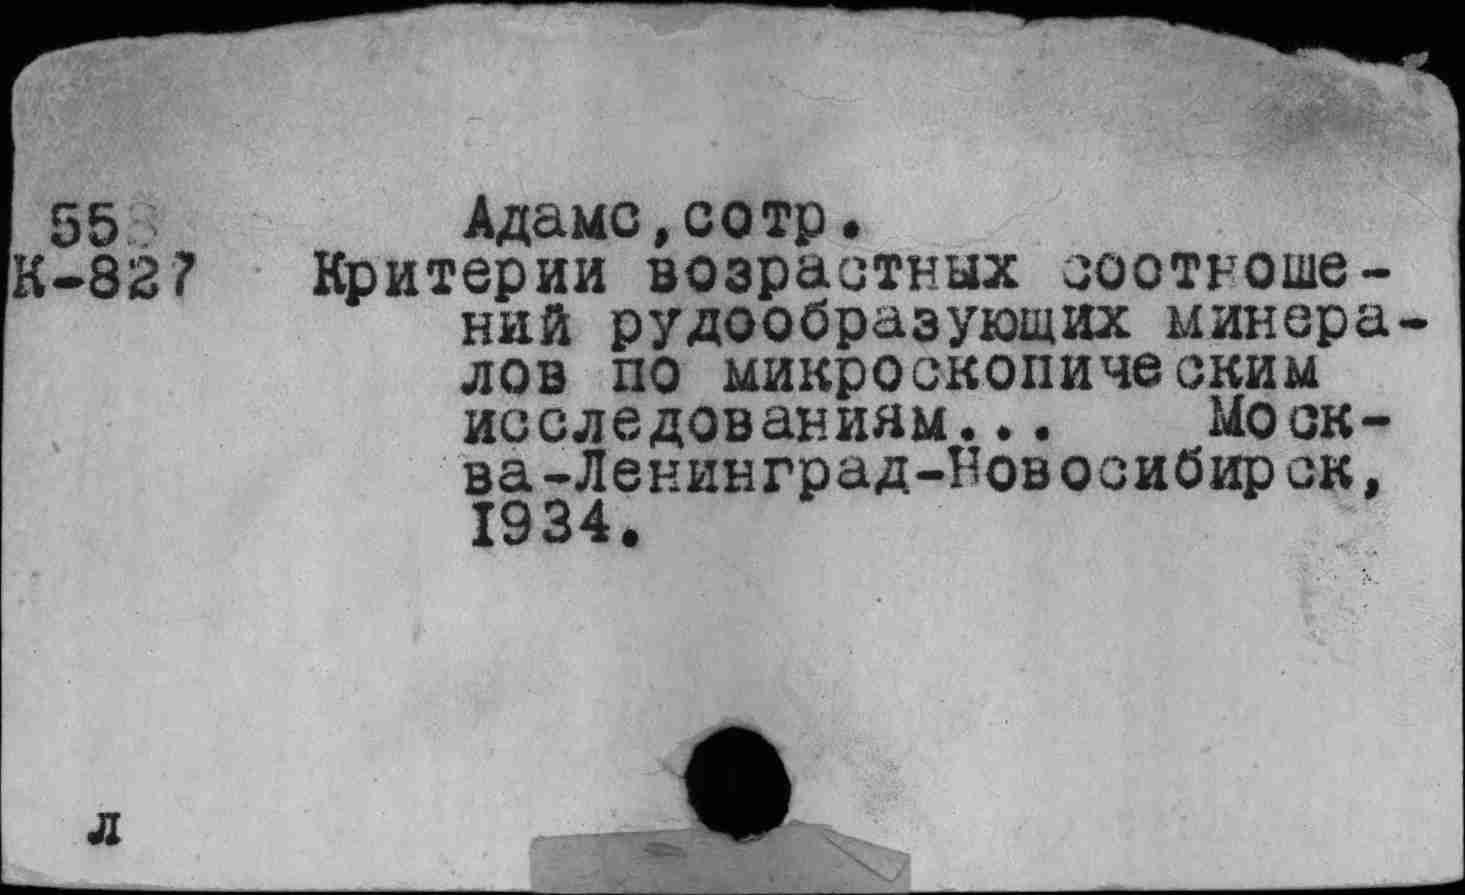 55 Адамс,сотр.
К-827 Критерии возрастных соотноше-
ний рудообразующих минера-
лов по микроскопическим
исследованиям... Моск-
ва-Ленинград-Новосибирск,
1934.
л